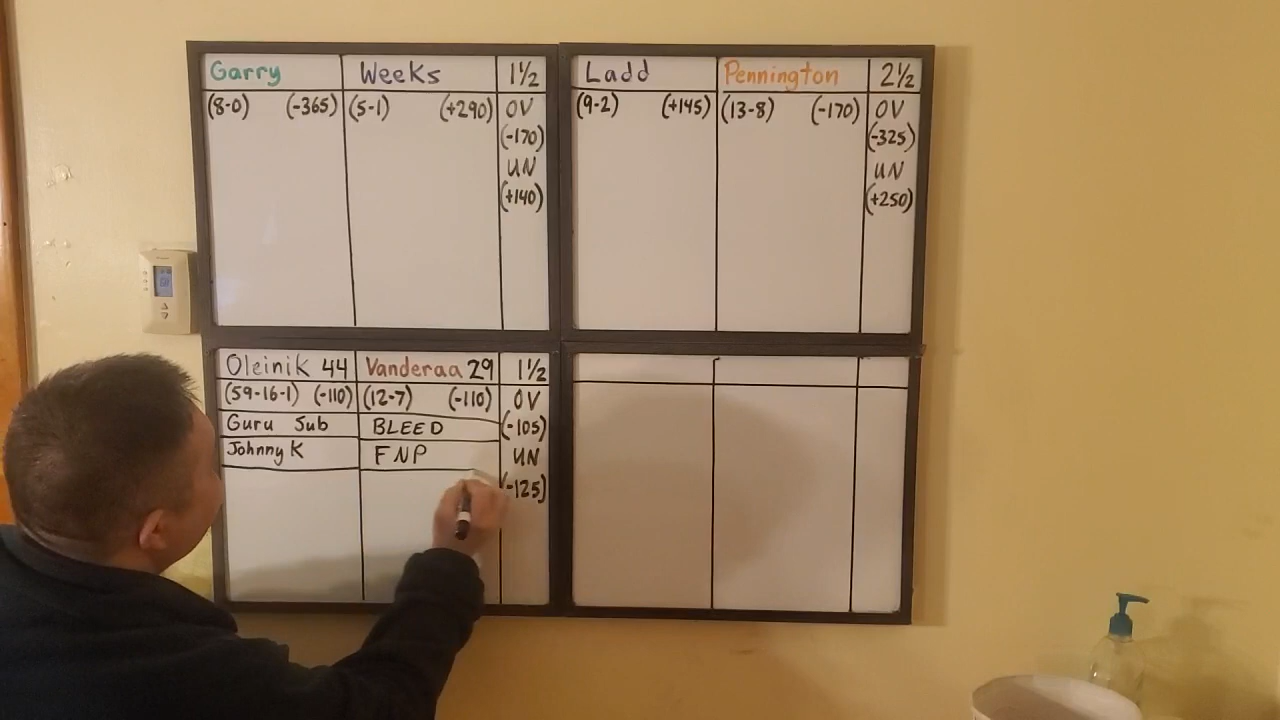 Garry Weeks 1½
(8-0) (-365) (5-1) (+290) OV
(-170)
UN
(+140)
Ladd Pennington 2½
(9-2) (+145) (13-8) (-170) OV
(-325)
UN
(+250)
Oleinik 44 Vanderaa 29 1½
(59-16-1) (-110) (12-7) (-110) OV
Guru Sub BLEED (-105)
Johnny K FNP UN
(-125)